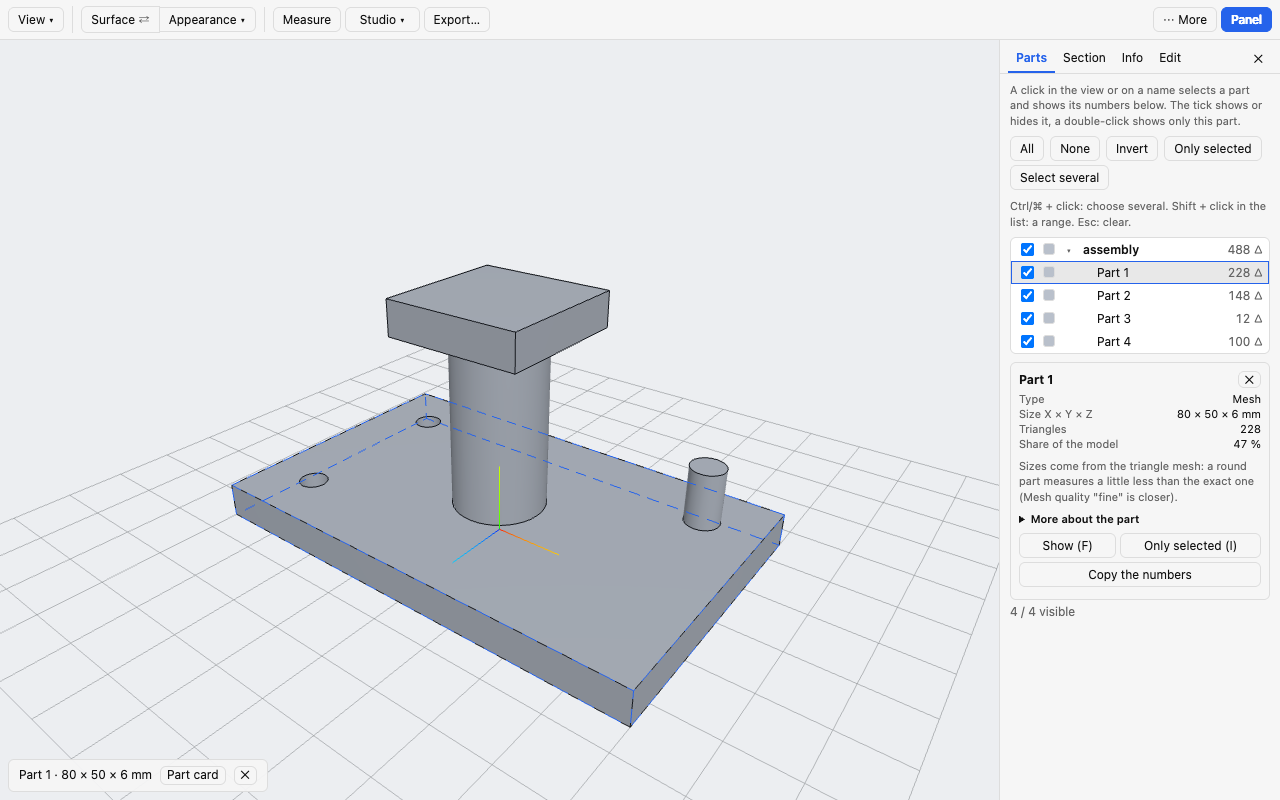 View ▾
Surface ⇄
Appearance ▾
Measure
Studio ▾
Export...
··· More
Panel
Parts
Section
Info
Edit
×
A click in the view or on a name selects a part
and shows its numbers below. The tick shows or
hides it, a double-click shows only this part.
All
None
Invert
Only selected
Select several
Ctrl/⌘ + click: choose several. Shift + click in the
list: a range. Esc: clear.
▾ assembly 488 Δ
Part 1 228 Δ
Part 2 148 Δ
Part 3 12 Δ
Part 4 100 Δ
Part 1 ×
Type Mesh
Size X × Y × Z 80 × 50 × 6 mm
Triangles 228
Share of the model 47 %
Sizes come from the triangle mesh: a round
part measures a little less than the exact one
(Mesh quality "fine" is closer).
▶ More about the part
Show (F)
Only selected (I)
Copy the numbers
4 / 4 visible
Part 1 · 80 × 50 × 6 mm
Part card
×